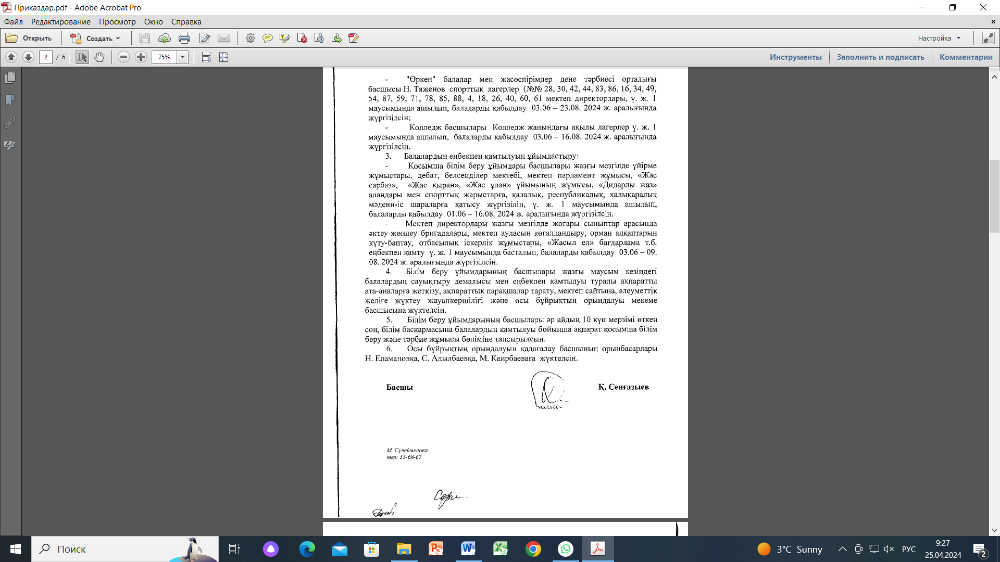 Приказдар.pdf - Adobe Acrobat Pro
Файл Редактирование Просмотр Окно Справка
Открыть Создать Настройка
2 / 6 75% Инструменты Заполнить и подписать Комментарии
- "Өркен" балалар мен жасөспірімдер дене тәрбиесі орталығы
басшысы Н. Тяженов спорттық лагерлер (№№ 28, 30, 42, 44, 83, 86, 16, 34, 49,
54, 87, 59, 71, 78, 85, 88, 4, 18, 26, 40, 60, 61 мектеп директорлары, ү. ж. 1
маусымында ашылып, балаларды қабылдау 03.06 – 23.08. 2024 ж. аралығында
жүргізілсін;
- Колледж басшылары Колледж жанындағы ақылы лагерлер ү. ж. 1
маусымында ашылып, балаларды қабылдау 03.06 – 16.08. 2024 ж. аралығында
жүргізілсін.
3. Балалардың еңбекпен қамтылуын ұйымдастыру:
- Қосымша білім беру ұйымдары басшылары жазғы мезгілде үйірме
жұмыстары, дебат, белсенділер мектебі, мектеп парламент жұмысы, «Жас
сарбаз», «Жас қыран», «Жас ұлан» ұйымының жұмысы, «Дидарлы жаз»
алаңдары мен спорттық жарыстарға, қалалық, республикалық, халықаралық
мәдени-іс шараларға қатысу жүргізіліп, ү. ж. 1 маусымында ашылып,
балаларды қабылдау 01.06 – 16.08. 2024 ж. аралығында жүргізілсін.
- Мектеп директорлары жазғы мезгілде жоғары сыныптар арасында
әктеу-жөндеу бригадалары, мектеп ауласын көгалдандыру, орман алқаптарын
күту-баптау, отбасылық іскерлік жұмыстары, «Жасыл ел» бағдарлама т.б.
еңбекпен қамту ү. ж. 1 маусымында басталып, балаларды қабылдау 03.06 – 09.
08. 2024 ж. аралығында жүргізілсін.
4. Білім беру ұйымдарының басшылары жазғы маусым кезіндегі
балалардың сауықтыру демалысы мен еңбекпен қамтылуы туралы ақпаратты
ата-аналарға жеткізу, ақпараттық парақшалар тарату, мектеп сайтына, әлеуметтік
желіге жүктеу жауапкершілігі және осы бұйрықтың орындалуы мекеме
басшысына жүктелсін.
5. Білім беру ұйымдарының басшылары әр айдың 10 күн мерзімі өткен
соң, білім басқармасына балалардың қамтылуы бойынша ақпарат қосымша білім
беру және тәрбие жұмысы бөліміне тапсырылсын.
6. Осы бұйрықтың орындалуын қадағалау басшының орынбасарлары
Н. Еламановқа, С. Адылбаевқа, М. Каирбаеваға жүктелсін.
Басшы Қ. Сенғазыев
М. Сүлейменова
тел: 55-68-67
Поиск
3°C Sunny РУС 9:27
25.04.2024
2